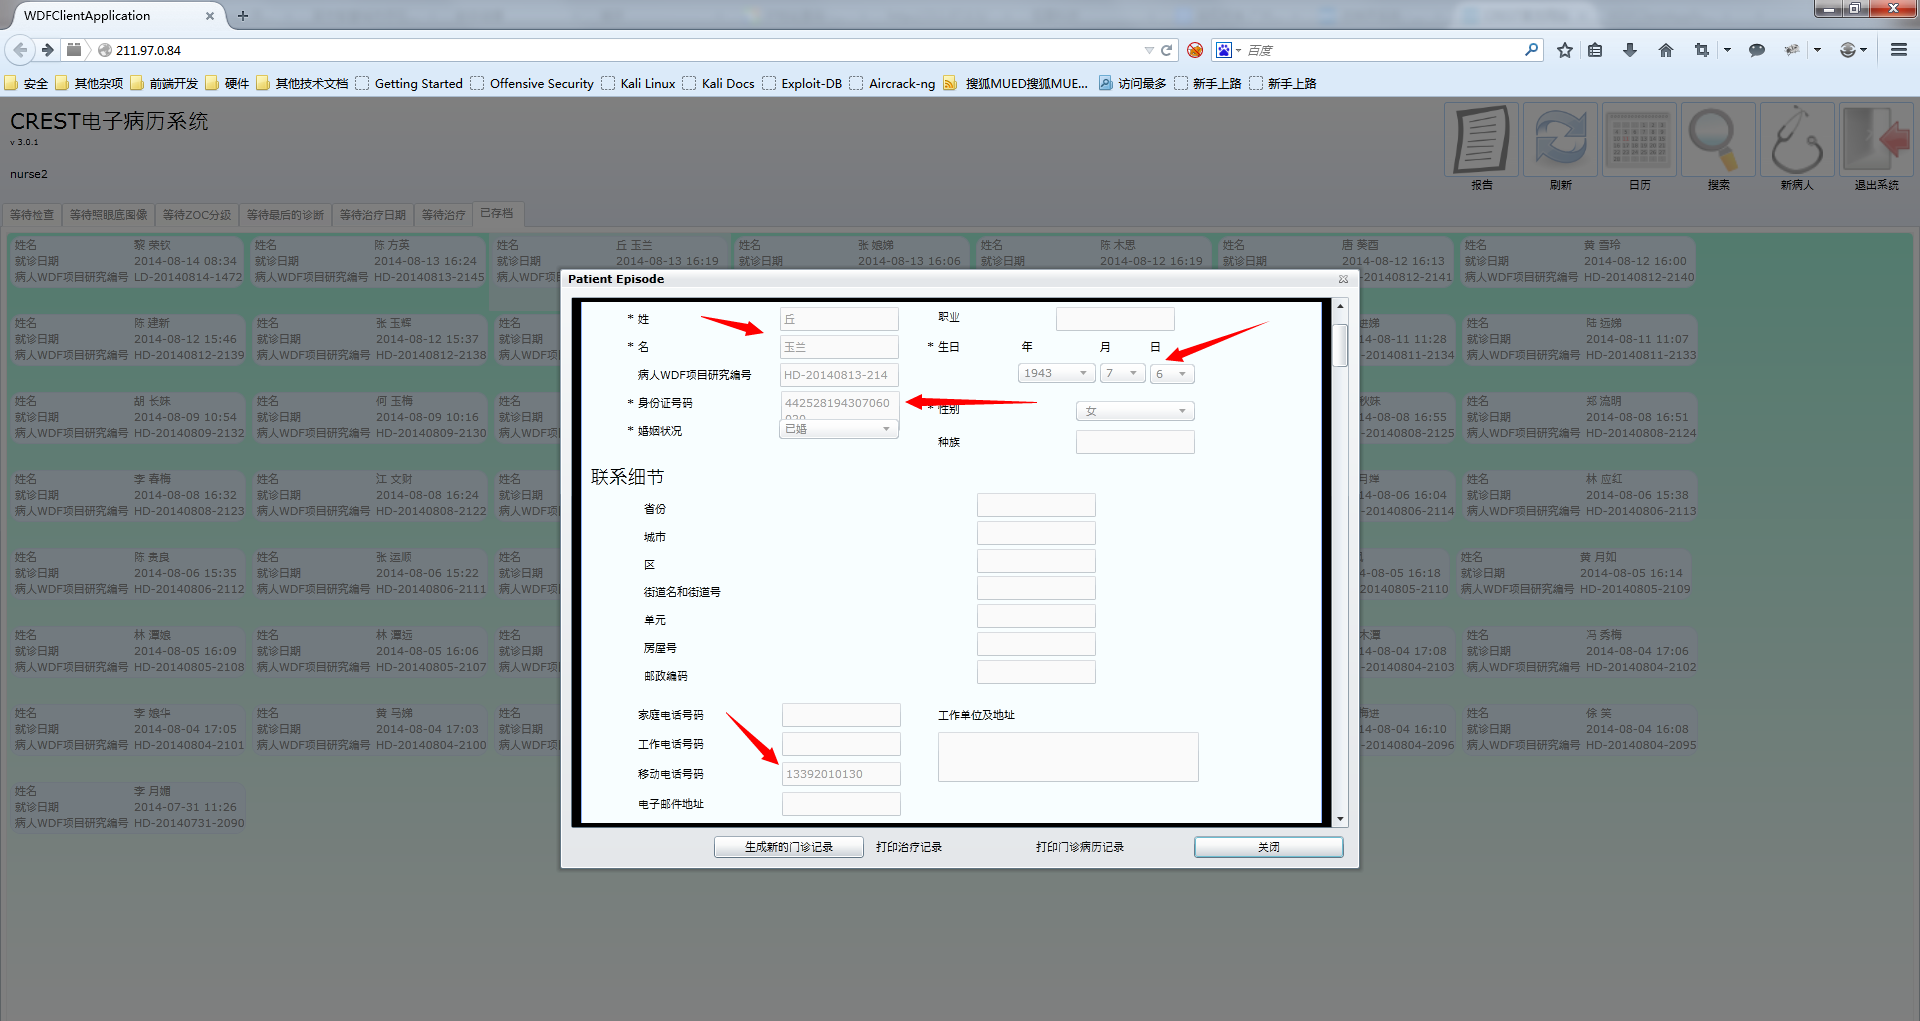 WDFClientApplication
211.97.0.84
百度
安全 其他杂项 前端开发 硬件 其他技术文档 Getting Started Offensive Security Kali Linux Kali Docs Exploit-DB Aircrack-ng 搜狐MUED搜狐MUE... 访问最多 新手上路 新手上路
CREST电子病历系统
v 3.0.1
nurse2
报告 刷新 日历 搜索 新病人 退出系统
等待检查 等待照眼底图像 等待ZOC分级 等待最后的诊断 等待治疗日期 等待治疗 已存档
姓名 黎 荣钦 姓名 陈 方英 姓名 丘 玉兰 姓名 张 娘娣 姓名 陈 木思 姓名 唐 葵酉 姓名 黄 雪玲
就诊日期 2014-08-14 08:34 就诊日期 2014-08-13 16:24 就诊日期 2014-08-13 16:19 就诊日期 2014-08-13 16:06 就诊日期 2014-08-12 16:19 就诊日期 2014-08-12 16:13 就诊日期 2014-08-12 16:00
病人WDF项目研究编号 LD-20140814-1472 病人WDF项目研究编号 HD-20140813-2145 -20140812-2141 病人WDF项目研究编号 HD-20140812-2140
姓名 陈 建新 姓名 张 玉辉 姓名 进娣 姓名 陆 远娣
就诊日期 2014-08-12 15:46 就诊日期 2014-08-12 15:37 就诊日期 14-08-11 11:28 就诊日期 2014-08-11 11:07
病人WDF项目研究编号 HD-20140812-2139 病人WDF项目研究编号 HD-20140812-2138 病人WDF -20140811-2134 病人WDF项目研究编号 HD-20140811-2133
姓名 胡 长妹 姓名 何 玉梅 姓名 秋妹 姓名 郑 流明
就诊日期 2014-08-09 10:54 就诊日期 2014-08-09 10:16 就诊日期 14-08-08 16:55 就诊日期 2014-08-08 16:51
病人WDF项目研究编号 HD-20140809-2132 病人WDF项目研究编号 HD-20140809-2130 病人WDF -20140808-2125 病人WDF项目研究编号 HD-20140808-2124
姓名 李 春梅 姓名 江 文财 姓名 姓名 林 应红
就诊日期 2014-08-08 16:32 就诊日期 2014-08-08 16:24 就诊日期 14-08-06 16:04 就诊日期 2014-08-06 15:38
病人WDF项目研究编号 HD-20140808-2123 病人WDF项目研究编号 HD-20140808-2122 病人WDF -20140806-2114 病人WDF项目研究编号 HD-20140806-2113
姓名 陈 贵良 姓名 张 运顺 姓名 姓名 黄 月如
就诊日期 2014-08-06 15:35 就诊日期 2014-08-06 15:22 就诊日期 -08-05 16:18 就诊日期 2014-08-05 16:14
病人WDF项目研究编号 HD-20140806-2112 病人WDF项目研究编号 HD-20140806-2111 病人WDF 20140805-2110 病人WDF项目研究编号 HD-20140805-2109
姓名 林 潭娘 姓名 林 潭远 姓名 木潭 姓名 冯 秀梅
就诊日期 2014-08-05 16:09 就诊日期 2014-08-05 16:06 就诊日期 14-08-04 17:08 就诊日期 2014-08-04 17:06
病人WDF项目研究编号 HD-20140805-2108 病人WDF项目研究编号 HD-20140805-2107 病人WDF -20140804-2103 病人WDF项目研究编号 HD-20140804-2102
姓名 李 娘华 姓名 黄 马娣 姓名 姓名 徐 笑
就诊日期 2014-08-04 17:05 就诊日期 2014-08-04 17:03 就诊日期 14-08-04 16:10 就诊日期 2014-08-04 16:08
病人WDF项目研究编号 HD-20140804-2101 病人WDF项目研究编号 HD-20140804-2100 病人WDF -20140804-2096 病人WDF项目研究编号 HD-20140804-2095
姓名 李 月媚
就诊日期 2014-07-31 11:26
病人WDF项目研究编号 HD-20140731-2090
Patient Episode
* 姓 丘 职业
* 名 玉兰 * 生日 年 月 日
病人WDF项目研究编号 HD-20140813-214 1943 7 6
* 身份证号码 442528194307060 * 性别 女
* 婚姻状况 已婚 种族
联系细节
省份
城市
区
街道名和街道号
单元
房屋号
邮政编码
家庭电话号码 工作单位及地址
工作电话号码
移动电话号码 13392010130
电子邮件地址
生成新的门诊记录 打印治疗记录 打印门诊病历记录 关闭